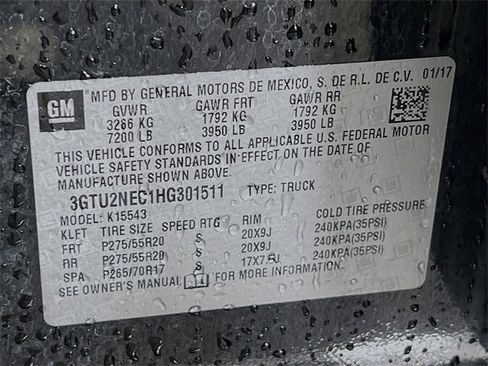 GM
MFD BY GENERAL MOTORS DE MEXICO, S. DE R.L. DE C.V. 01/17
GVWR GAWR FRT GAWR RR
3266 KG 1792 KG 1792 KG
7200 LB 3950 LB 3950 LB
THIS VEHICLE CONFORMS TO ALL APPLICABLE U.S. FEDERAL MOTOR
VEHICLE SAFETY STANDARDS IN EFFECT ON THE DATE OF
MANUFACTURE SHOWN ABOVE.
3GTU2NEC1HG301511 TYPE: TRUCK
MODEL: K15543
KLFT TIRE SIZE SPEED RTG RIM COLD TIRE PRESSURE
FRT P275/55R20 S 20X9J 240KPA(35PSI)
RR P275/55R20 S 20X9J 240KPA(35PSI)
SPA P265/70R17 S 17X7.5J 240KPA(35PSI)
SEE OWNER'S MANUAL FOR MORE INFORMATION.